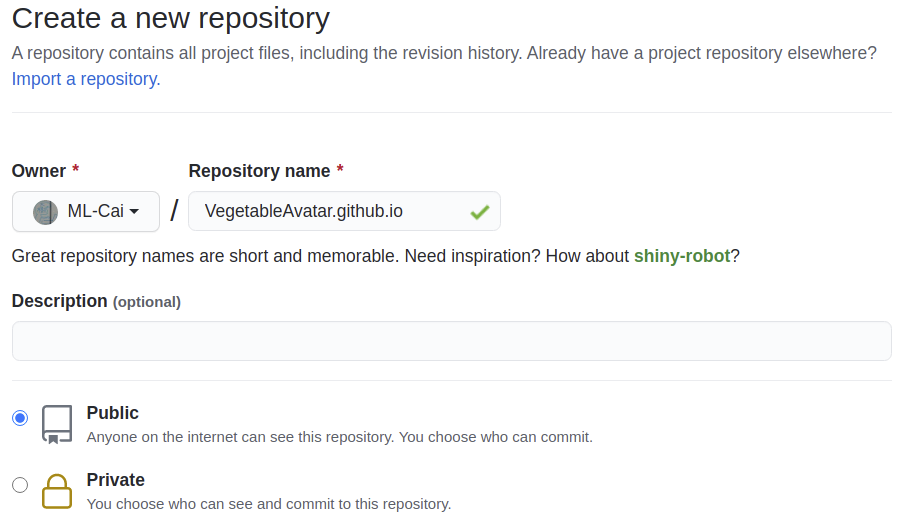 Create a new repository
A repository contains all project files, including the revision history. Already have a project repository elsewhere?
Import a repository.
Owner *
Repository name *
ML-Cai / VegetableAvatar.github.io
Great repository names are short and memorable. Need inspiration? How about shiny-robot?
Description (optional)
Public
Anyone on the internet can see this repository. You choose who can commit.
Private
You choose who can see and commit to this repository.